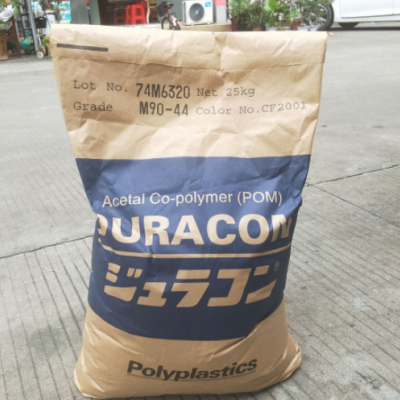 Lot No. 74M6320 Net 25kg
Grade M90-44 Color No.CF2001
Acetal Co-polymer (POM)
DURACON
ジュラコン®
Polyplastics